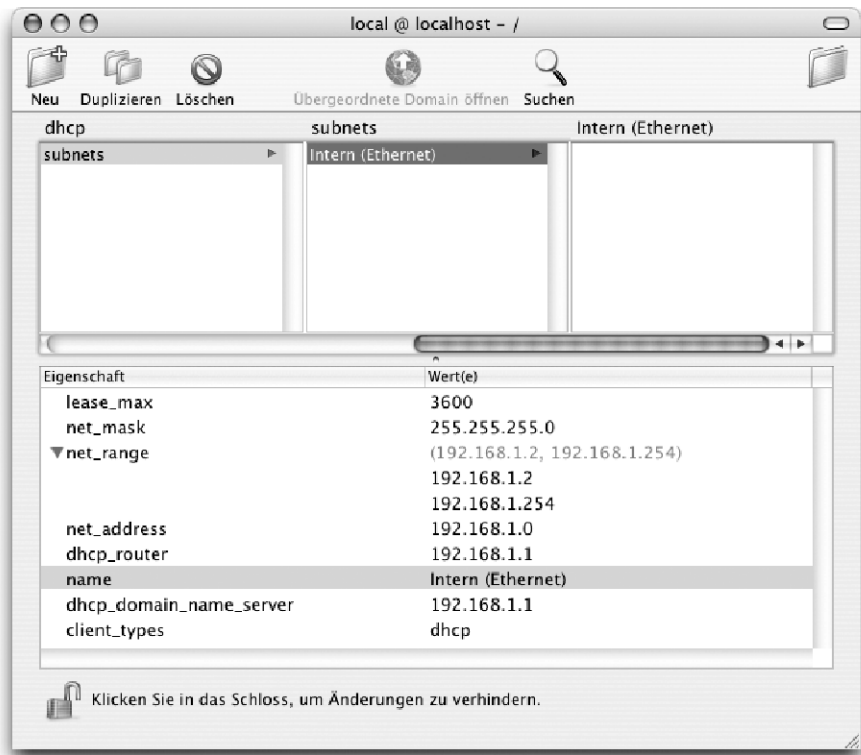 local @ localhost – /
Neu Duplizieren Löschen Übergeordnete Domain öffnen Suchen
dhcp subnets Intern (Ethernet)
subnets Intern (Ethernet)
Eigenschaft Wert(e)
lease_max 3600
net_mask 255.255.255.0
net_range (192.168.1.2, 192.168.1.254)
192.168.1.2
192.168.1.254
net_address 192.168.1.0
dhcp_router 192.168.1.1
name Intern (Ethernet)
dhcp_domain_name_server 192.168.1.1
client_types dhcp
Klicken Sie in das Schloss, um Änderungen zu verhindern.